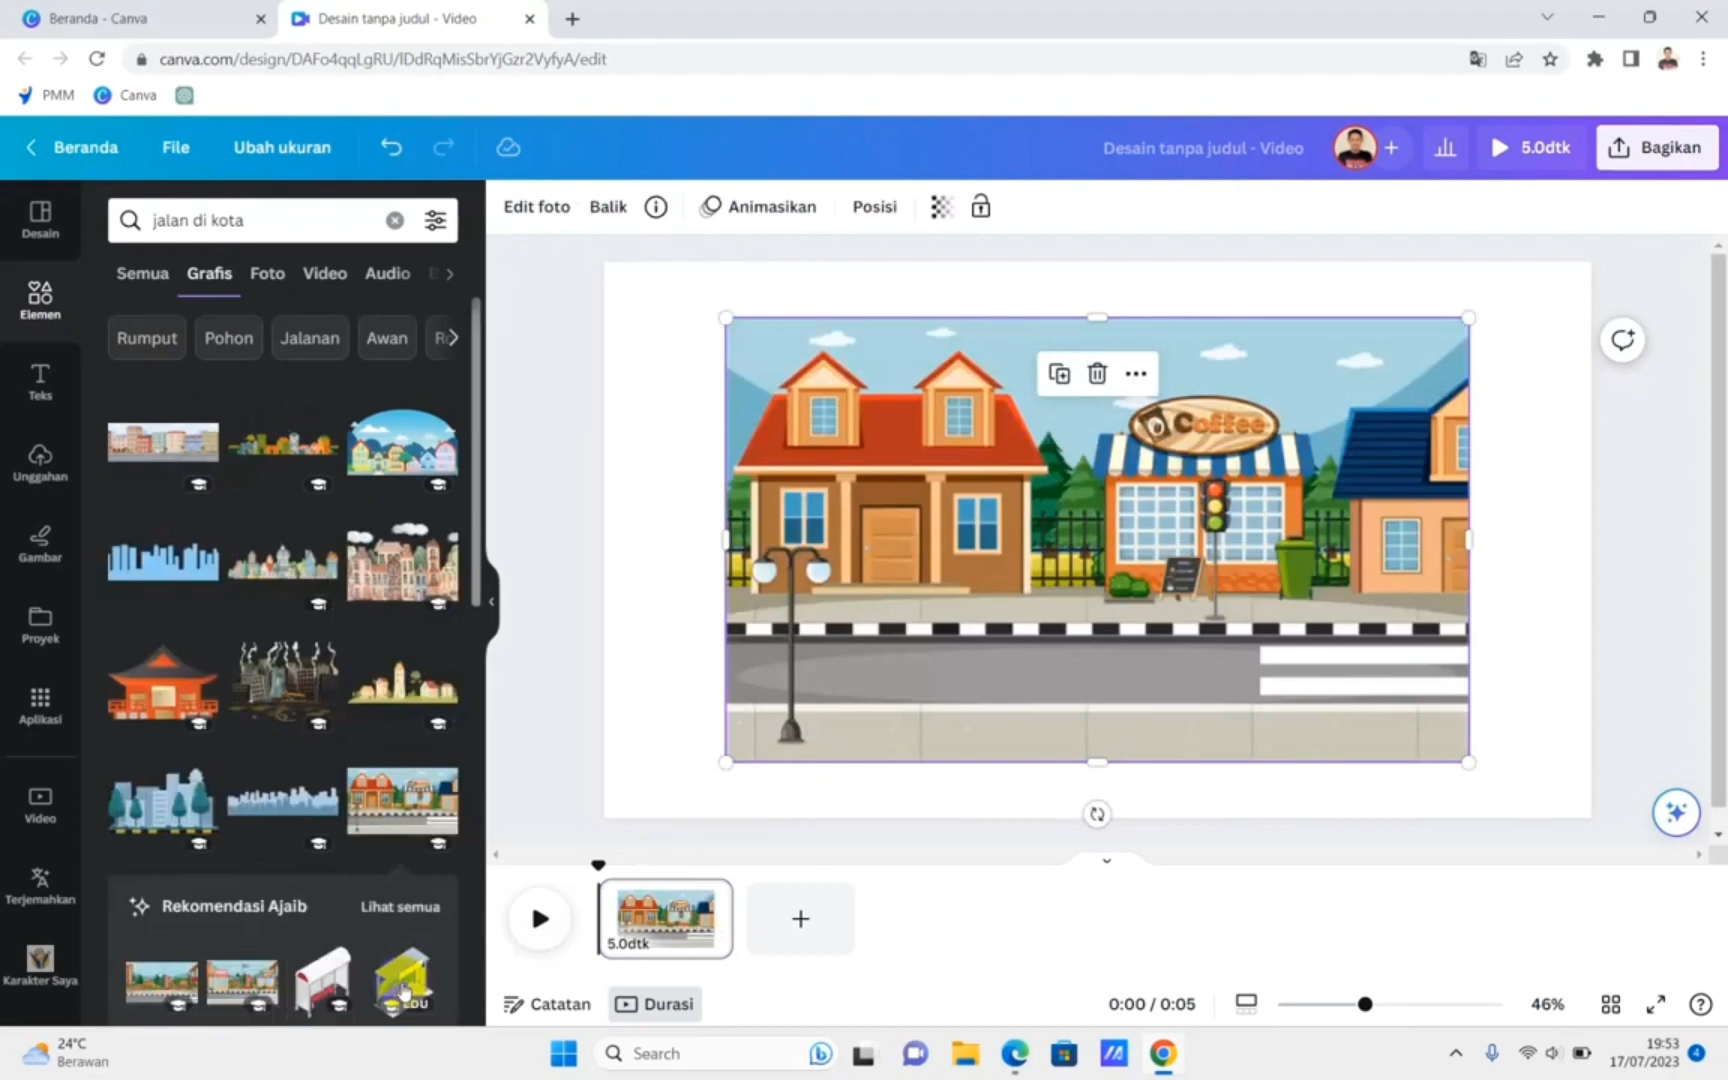 Beranda - Canva
Desain tanpa judul - Video
canva.com/design/DAFo4qqLgRU/lDdRqMisSbrYjGzr2VyfyA/edit
PMM
Canva
Beranda
File
Ubah ukuran
Desain tanpa judul - Video
5.0dtk
Bagikan
Desain
Elemen
Teks
Unggahan
Gambar
Proyek
Aplikasi
Video
Terjemahkan
Karakter Saya
jalan di kota
Semua
Grafis
Foto
Video
Audio
Rumput
Pohon
Jalanan
Awan
Rekomendasi Ajaib
Lihat semua
EDU
Edit foto
Balik
Animasikan
Posisi
Coffee
5.0dtk
Catatan
Durasi
0:00 / 0:05
46%
24°C
Berawan
Search
19:53
17/07/2023
4